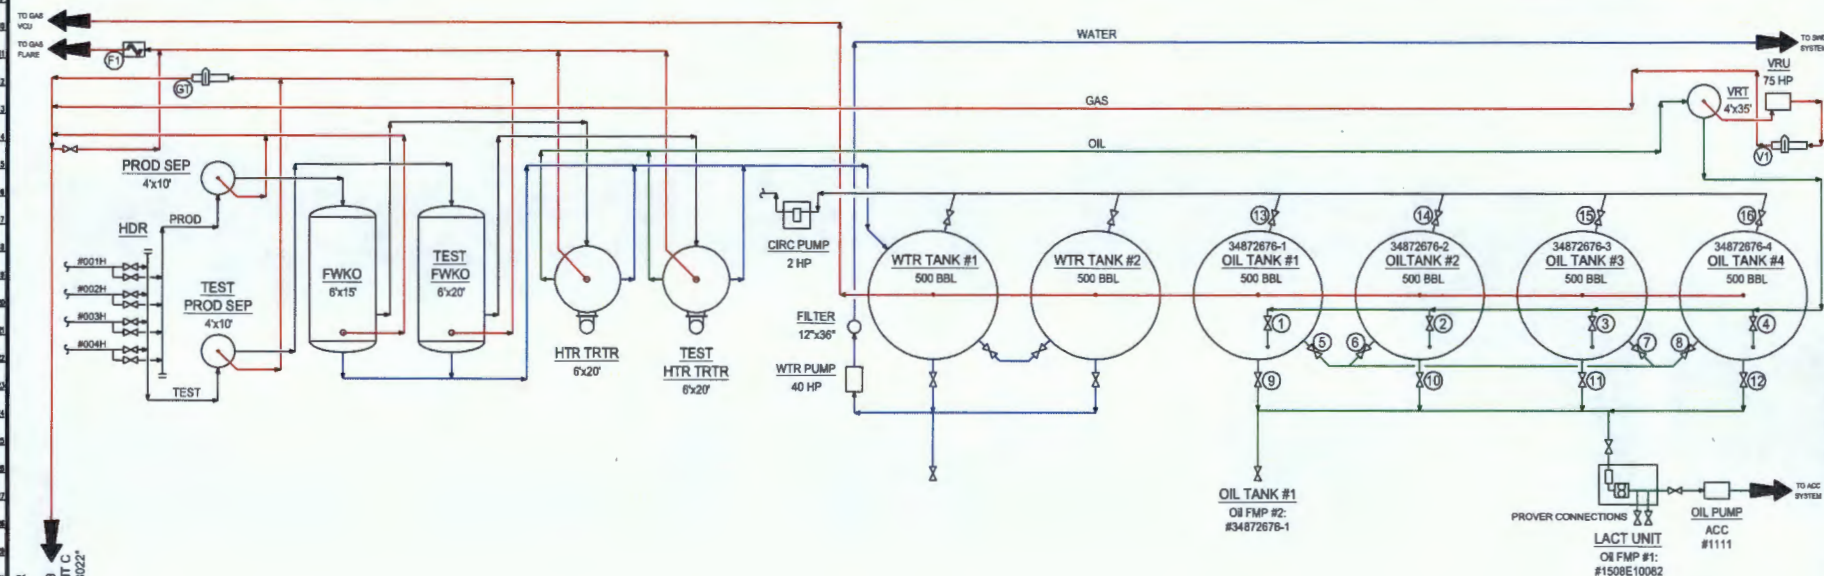 TO GAS
VCU
TO GAS
FLARE
F1
GT
WATER
TO SWD
SYSTEM
VRU
75 HP
GAS
VRT
4'x35'
OIL
V1
PROD SEP
4'x10'
HDR
PROD
#001H
#002H
#003H
#004H
TEST
PROD SEP
4'x10'
TEST
FWKO
6'x15'
TEST
FWKO
6'x20'
HTR TRTR
6'x20'
TEST
HTR TRTR
6'x20'
CIRC PUMP
2 HP
FILTER
12"x36"
WTR PUMP
40 HP
WTR TANK #1
500 BBL
WTR TANK #2
500 BBL
13
34872676-1
OIL TANK #1
500 BBL
14
34872676-2
OIL TANK #2
500 BBL
15
34872676-3
OIL TANK #3
500 BBL
16
34872676-4
OIL TANK #4
500 BBL
1
2
3
4
5
6
7
8
9
10
11
12
OIL TANK #1
Oil FMP #2:
#34872676-1
PROVER CONNECTIONS
LACT UNIT
Oil FMP #1:
#1508E10062
OIL PUMP
ACC
#1111
TO ACC
SYSTEM